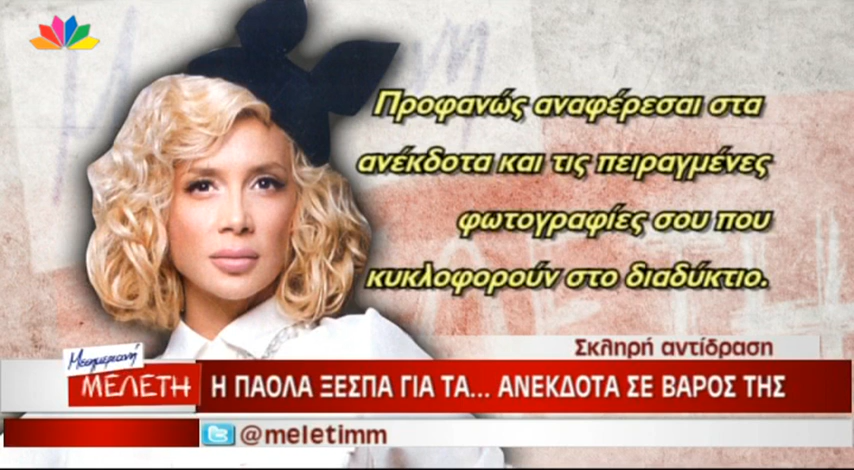 Προφανώς αναφέρεσαι στα
ανέκδοτα και τις πειραγμένες
φωτογραφίες σου που
κυκλοφορούν στο διαδύκτιο.
Σκληρή αντίδραση
Μεσημεριανή
ΜΕΛΕΤΗ
Η ΠΑΟΛΑ ΞΕΣΠΑ ΓΙΑ ΤΑ... ΑΝΕΚΔΟΤΑ ΣΕ ΒΑΡΟΣ ΤΗΣ
@meletimm